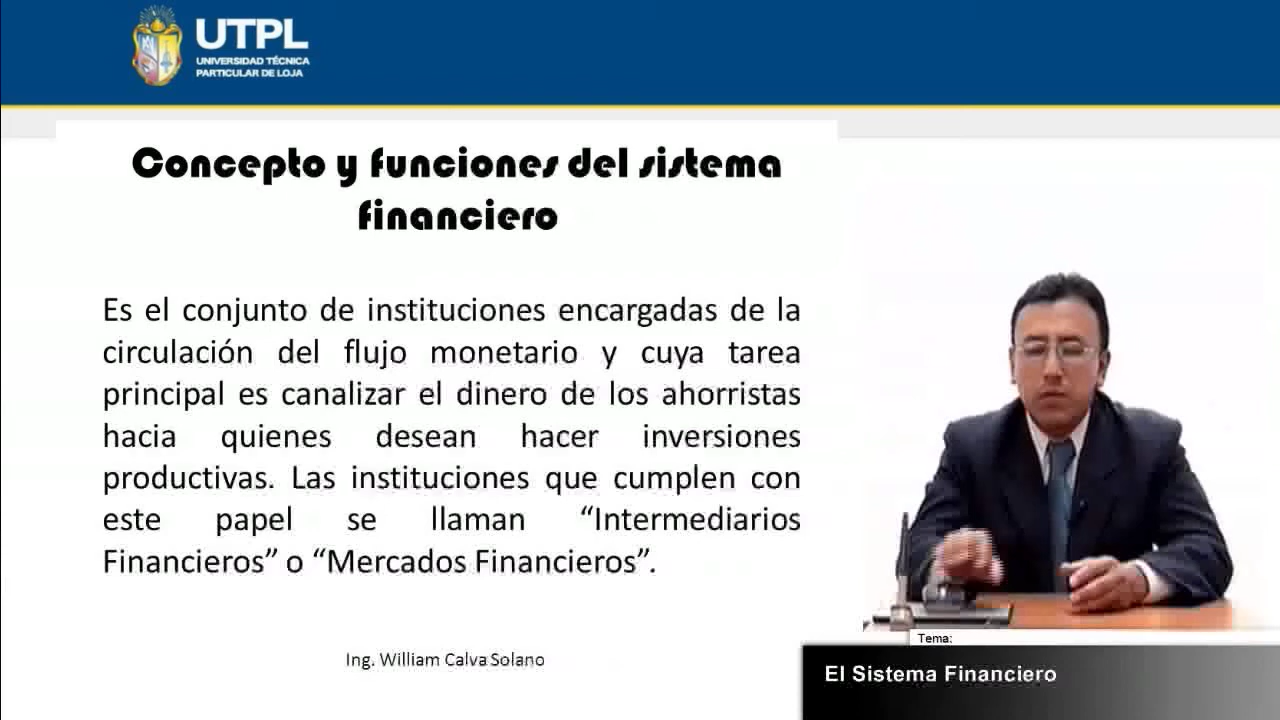 UTPL
UNIVERSIDAD TÉCNICA
PARTICULAR DE LOJA
Concepto y funciones del sistema
financiero
Es el conjunto de instituciones encargadas de la
circulación del flujo monetario y cuya tarea
principal es canalizar el dinero de los ahorristas
hacia quienes desean hacer inversiones
productivas. Las instituciones que cumplen con
este papel se llaman “Intermediarios
Financieros” o “Mercados Financieros”.
Ing. William Calva Solano
Tema:
El Sistema Financiero